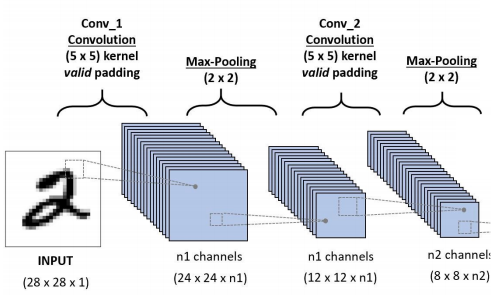 Conv_1
Convolution
(5 x 5) kernel
valid padding
Max-Pooling
(2 x 2)
Conv_2
Convolution
(5 x 5) kernel
valid padding
Max-Pooling
(2 x 2)
INPUT
(28 x 28 x 1)
n1 channels
(24 x 24 x n1)
n1 channels
(12 x 12 x n1)
n2 channels
(8 x 8 x n2)
2